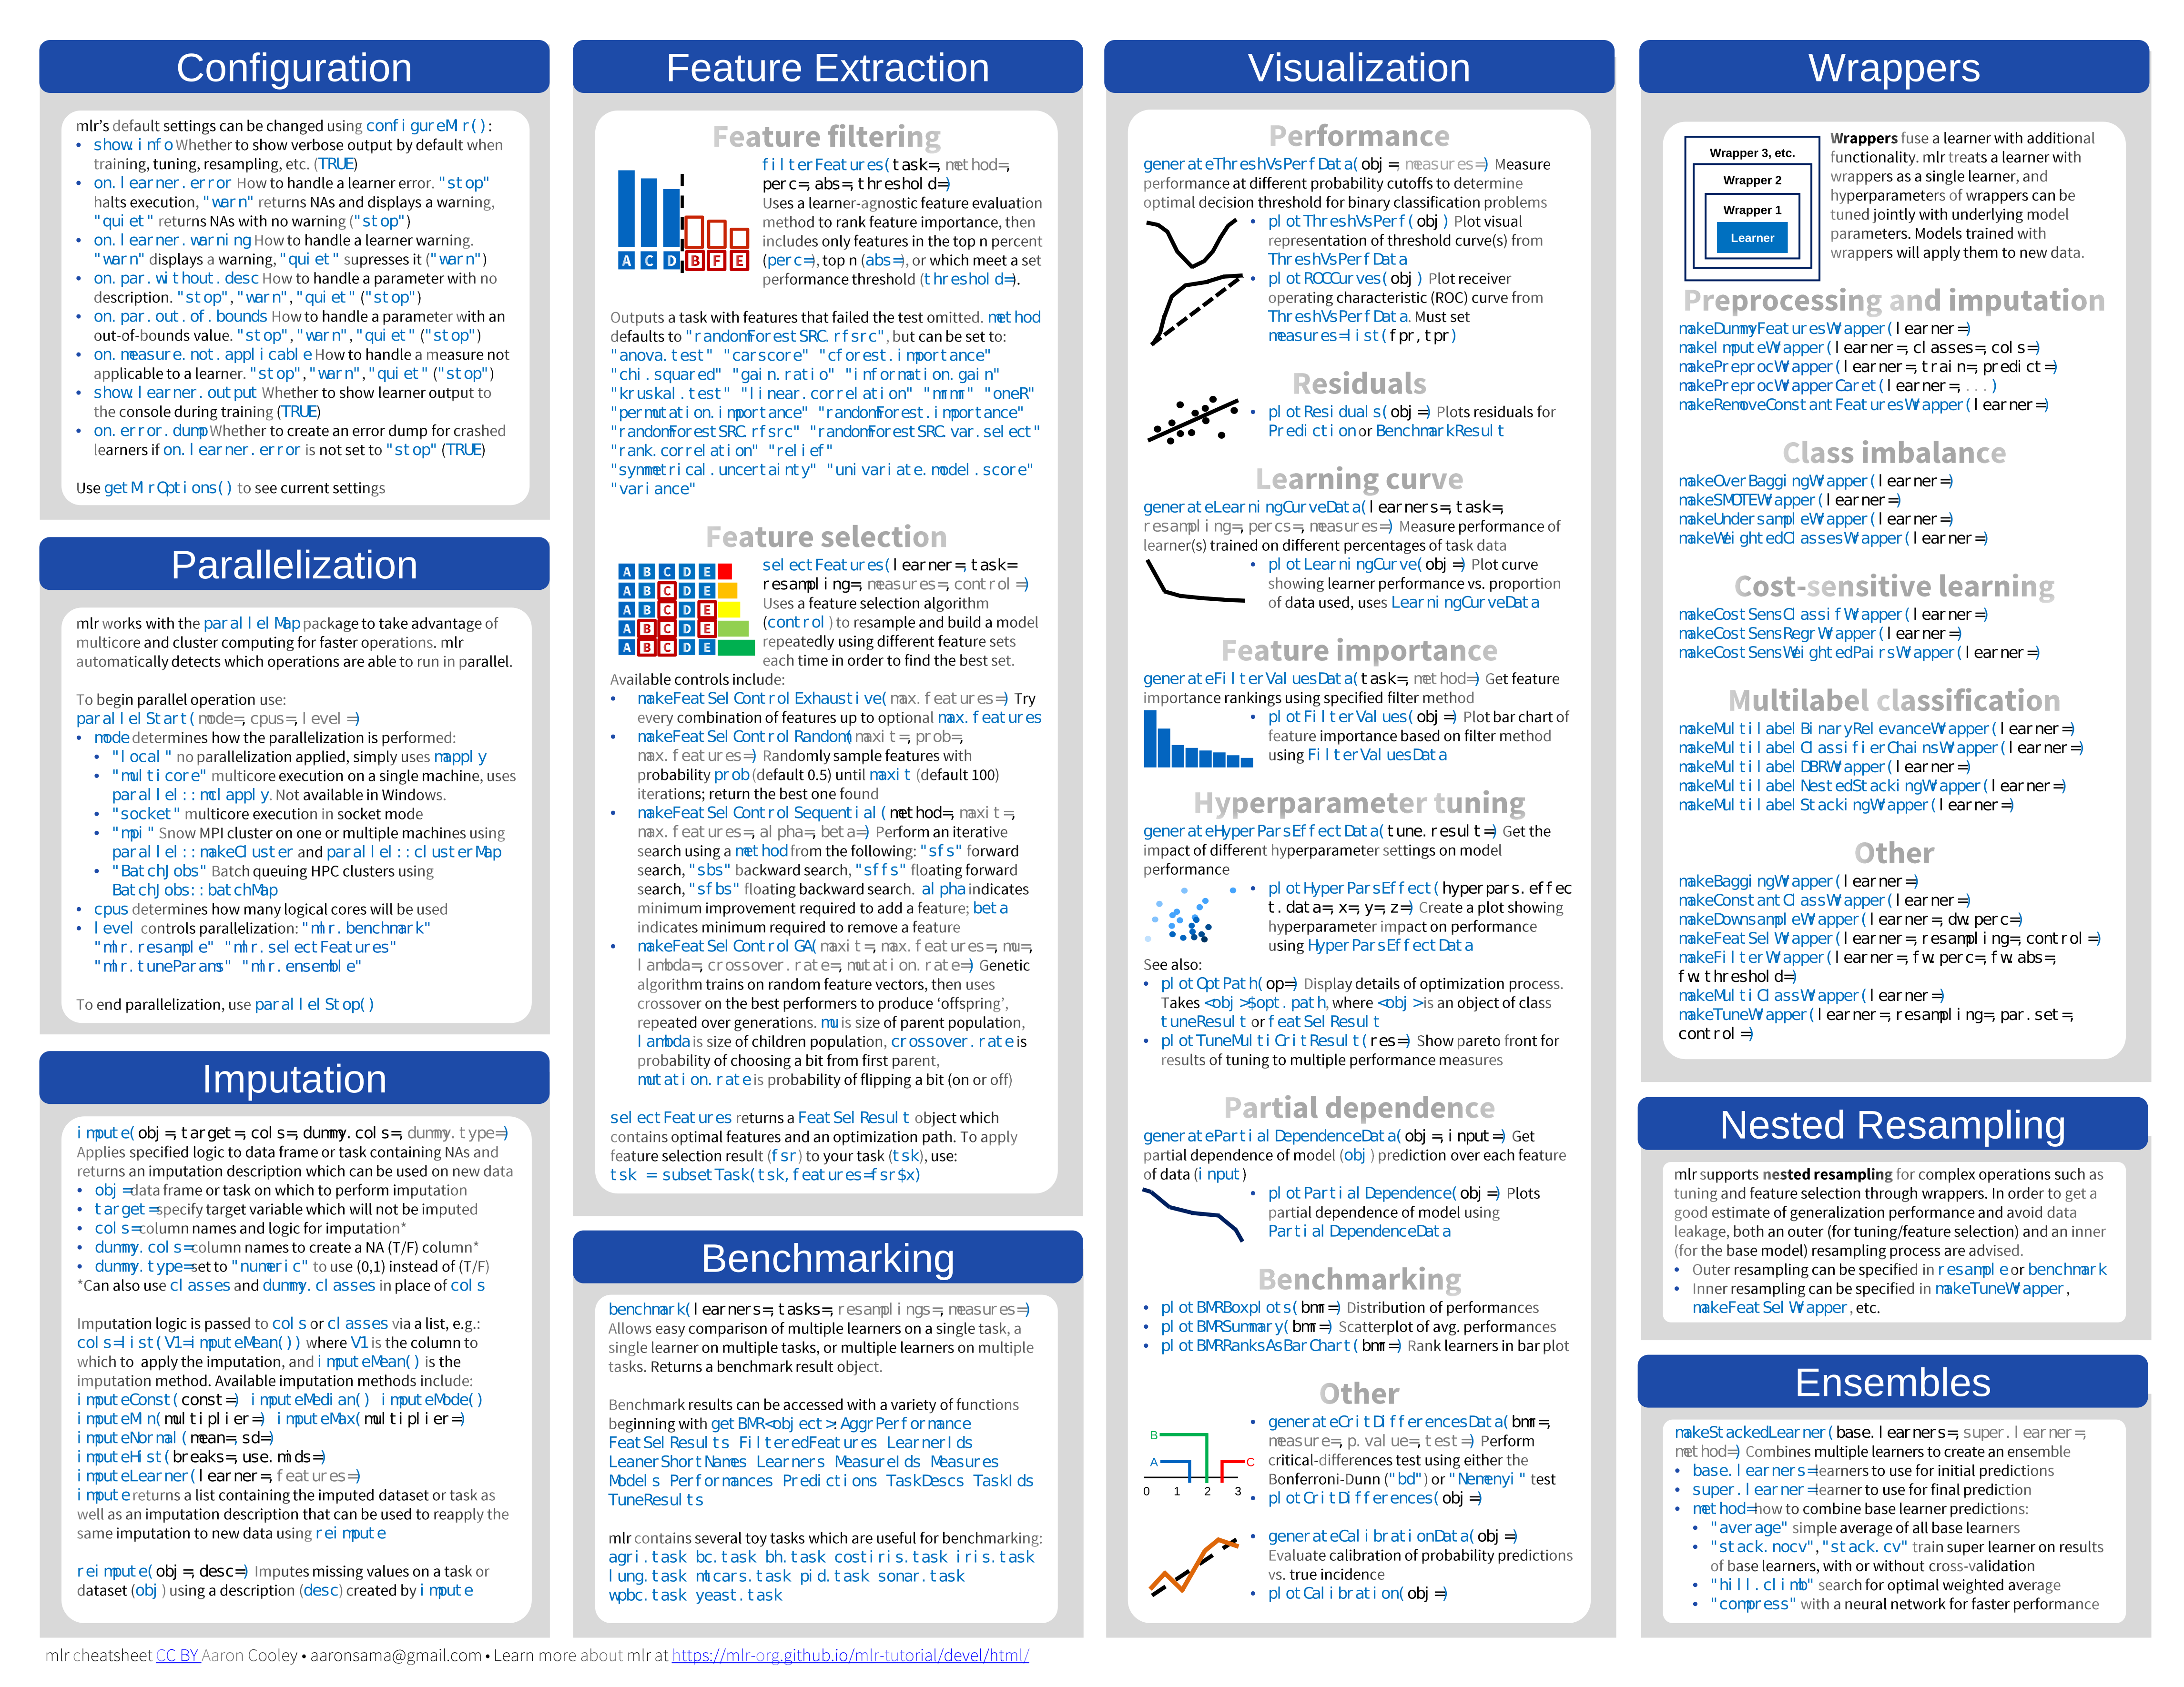 Configuration
mlr's default settings can be changed using configureMlr():
• show.info Whether to show verbose output by default when
training, tuning, resampling, etc. (TRUE)
• on.learner.error How to handle a learner error. "stop"
halts execution, "warn" returns NAs and displays a warning,
"quiet" returns NAs with no warning ("stop")
• on.learner.warning How to handle a learner warning.
"warn" displays a warning, "quiet" supresses it ("warn")
• on.par.without.desc How to handle a parameter with no
description. "stop", "warn", "quiet" ("stop")
• on.par.out.of.bounds How to handle a parameter with an
out-of-bounds value. "stop", "warn", "quiet" ("stop")
• on.measure.not.applicable How to handle a measure not
applicable to a learner. "stop", "warn", "quiet" ("stop")
• show.learner.output Whether to show learner output to
the console during training (TRUE)
• on.error.dump Whether to create an error dump for crashed
learners if on.learner.error is not set to "stop" (TRUE)
Use getMlrOptions() to see current settings
Parallelization
mlr works with the parallelMap package to take advantage of
multicore and cluster computing for faster operations. mlr
automatically detects which operations are able to run in parallel.
To begin parallel operation use:
parallelStart(mode=, cpus=, level=)
• mode determines how the parallelization is performed:
• "local" no parallelization applied, simply uses mapply
• "multicore" multicore execution on a single machine, uses
parallel::mclapply. Not available in Windows.
• "socket" multicore execution in socket mode
• "mpi" Snow MPI cluster on one or multiple machines using
parallel::makeCluster and parallel::clusterMap
• "BatchJobs" Batch queuing HPC clusters using
BatchJobs::batchMap
• cpus determines how many logical cores will be used
• level controls parallelization: "mlr.benchmark"
"mlr.resample" "mlr.selectFeatures"
"mlr.tuneParams" "mlr.ensemble"
To end parallelization, use parallelStop()
Imputation
impute(obj=, target=, cols=, dummy.cols=, dummy.type=)
Applies specified logic to data frame or task containing NAs and
returns an imputation description which can be used on new data
• obj=data frame or task on which to perform imputation
• target=specify target variable which will not be imputed
• cols=column names and logic for imputation*
• dummy.cols=column names to create a NA (T/F) column*
• dummy.type=set to "numeric" to use (0,1) instead of (T/F)
*Can also use classes and dummy.classes in place of cols
Imputation logic is passed to cols or classes via a list, e.g.:
cols=list(V1=imputeMean()) where V1 is the column to
which to apply the imputation, and imputeMean() is the
imputation method. Available imputation methods include:
imputeConst(const=) imputeMedian() imputeMode()
imputeMin(multiplier=) imputeMax(multiplier=)
imputeNormal(mean=, sd=)
imputeHist(breaks=, use.mids=)
imputeLearner(learner=, features=)
impute returns a list containing the imputed dataset or task as
well as an imputation description that can be used to reapply the
same imputation to new data using reimpute
reimpute(obj=, desc=) Imputes missing values on a task or
dataset (obj) using a description (desc) created by impute
Feature Extraction
Feature filtering
A C D B F E
filterFeatures(task=, method=,
perc=, abs=, threshold=)
Uses a learner-agnostic feature evaluation
method to rank feature importance, then
includes only features in the top n percent
(perc=), top n (abs=), or which meet a set
performance threshold (threshold=).
Outputs a task with features that failed the test omitted. method
defaults to "randomForestSRC.rfsrc", but can be set to:
"anova.test" "carscore" "cforest.importance"
"chi.squared" "gain.ratio" "information.gain"
"kruskal.test" "linear.correlation" "mrmr" "oneR"
"permutation.importance" "randomForest.importance"
"randomForestSRC.rfsrc" "randomForestSRC.var.select"
"rank.correlation" "relief"
"symmetrical.uncertainty" "univariate.model.score"
"variance"
Feature selection
A B C D E
A B C D E
A B C D E
A B C D E
A B C D E
selectFeatures(learner=, task=
resampling=, measures=, control=)
Uses a feature selection algorithm
(control) to resample and build a model
repeatedly using different feature sets
each time in order to find the best set.
Available controls include:
• makeFeatSelControlExhaustive(max.features=) Try
every combination of features up to optional max.features
• makeFeatSelControlRandom(maxit=, prob=,
max.features=) Randomly sample features with
probability prob (default 0.5) until maxit (default 100)
iterations; return the best one found
• makeFeatSelControlSequential(method=, maxit=,
max.features=, alpha=, beta=) Perform an iterative
search using a method from the following: "sfs" forward
search, "sbs" backward search, "sffs" floating forward
search, "sfbs" floating backward search. alpha indicates
minimum improvement required to add a feature; beta
indicates minimum required to remove a feature
• makeFeatSelControlGA(maxit=, max.features=, mu=,
lambda=, crossover.rate=, mutation.rate=) Genetic
algorithm trains on random feature vectors, then uses
crossover on the best performers to produce ‘offspring’,
repeated over generations. mu is size of parent population,
lambda is size of children population, crossover.rate is
probability of choosing a bit from first parent,
mutation.rate is probability of flipping a bit (on or off)
selectFeatures returns a FeatSelResult object which
contains optimal features and an optimization path. To apply
feature selection result (fsr) to your task (tsk), use:
tsk = subsetTask(tsk, features=fsr$x)
Benchmarking
benchmark(learners=, tasks=, resamplings=, measures=)
Allows easy comparison of multiple learners on a single task, a
single learner on multiple tasks, or multiple learners on multiple
tasks. Returns a benchmark result object.
Benchmark results can be accessed with a variety of functions
beginning with getBMR<object>: AggrPerformance
FeatSelResults FilteredFeatures LearnerIds
LeanerShortNames Learners MeasureIds Measures
Models Performances Predictions TaskDescs TaskIds
TuneResults
mlr contains several toy tasks which are useful for benchmarking:
agri.task bc.task bh.task costiris.task iris.task
lung.task mtcars.task pid.task sonar.task
wpbc.task yeast.task
Visualization
Performance
generateThreshVsPerfData(obj=, measures=) Measure
performance at different probability cutoffs to determine
optimal decision threshold for binary classification problems
• plotThreshVsPerf(obj) Plot visual
representation of threshold curve(s) from
ThreshVsPerfData
• plotROCCurves(obj) Plot receiver
operating characteristic (ROC) curve from
ThreshVsPerfData. Must set
measures=list(fpr, tpr)
Residuals
• plotResiduals(obj=) Plots residuals for
Prediction or BenchmarkResult
Learning curve
generateLearningCurveData(learners=, task=,
resampling=, percs=, measures=) Measure performance of
learner(s) trained on different percentages of task data
• plotLearningCurve(obj=) Plot curve
showing learner performance vs. proportion
of data used, uses LearningCurveData
Feature importance
generateFilterValuesData(task=, method=) Get feature
importance rankings using specified filter method
• plotFilterValues(obj=) Plot bar chart of
feature importance based on filter method
using FilterValuesData
Hyperparameter tuning
generateHyperParsEffectData(tune.result=) Get the
impact of different hyperparameter settings on model
performance
• plotHyperParsEffect(hyperpars.effec
t.data=, x=, y=, z=) Create a plot showing
hyperparameter impact on performance
using HyperParsEffectData
See also:
• plotOptPath(op=) Display details of optimization process.
Takes <obj>$opt.path, where <obj> is an object of class
tuneResult or featSelResult
• plotTuneMultiCritResult(res=) Show pareto front for
results of tuning to multiple performance measures
Partial dependence
generatePartialDependenceData(obj=, input=) Get
partial dependence of model (obj) prediction over each feature
of data (input)
• plotPartialDependence(obj=) Plots
partial dependence of model using
PartialDependenceData
Benchmarking
• plotBMRBoxplots(bmr=) Distribution of performances
• plotBMRSummary(bmr=) Scatterplot of avg. performances
• plotBMRRanksAsBarChart(bmr=) Rank learners in bar plot
Other
B
A C
0 1 2 3
• generateCritDifferencesData(bmr=,
measure=, p.value=, test=) Perform
critical-differences test using either the
Bonferroni-Dunn ("bd") or "Nemenyi" test
• plotCritDifferences(obj=)
• generateCalibrationData(obj=)
Evaluate calibration of probability predictions
vs. true incidence
• plotCalibration(obj=)
Wrappers
Wrapper 3, etc.
Wrapper 2
Wrapper 1
Learner
Wrappers fuse a learner with additional
functionality. mlr treats a learner with
wrappers as a single learner, and
hyperparameters of wrappers can be
tuned jointly with underlying model
parameters. Models trained with
wrappers will apply them to new data.
Preprocessing and imputation
makeDummyFeaturesWrapper(learner=)
makeImputeWrapper(learner=, classes=, cols=)
makePreprocWrapper(learner=, train=, predict=)
makePreprocWrapperCaret(learner=, ...)
makeRemoveConstantFeaturesWrapper(learner=)
Class imbalance
makeOverBaggingWrapper(learner=)
makeSMOTEWrapper(learner=)
makeUndersampleWrapper(learner=)
makeWeightedClassesWrapper(learner=)
Cost-sensitive learning
makeCostSensClassifWrapper(learner=)
makeCostSensRegrWrapper(learner=)
makeCostSensWeightedPairsWrapper(learner=)
Multilabel classification
makeMultilabelBinaryRelevanceWrapper(learner=)
makeMultilabelClassifierChainsWrapper(learner=)
makeMultilabelDBRWrapper(learner=)
makeMultilabelNestedStackingWrapper(learner=)
makeMultilabelStackingWrapper(learner=)
Other
makeBaggingWrapper(learner=)
makeConstantClassWrapper(learner=)
makeDownsampleWrapper(learner=, dw.perc=)
makeFeatSelWrapper(learner=, resampling=, control=)
makeFilterWrapper(learner=, fw.perc=, fw.abs=,
fw.threshold=)
makeMultiClassWrapper(learner=)
makeTuneWrapper(learner=, resampling=, par.set=,
control=)
Nested Resampling
mlr supports nested resampling for complex operations such as
tuning and feature selection through wrappers. In order to get a
good estimate of generalization performance and avoid data
leakage, both an outer (for tuning/feature selection) and an inner
(for the base model) resampling process are advised.
• Outer resampling can be specified in resample or benchmark
• Inner resampling can be specified in makeTuneWrapper,
makeFeatSelWrapper, etc.
Ensembles
makeStackedLearner(base.learners=, super.learner=,
method=) Combines multiple learners to create an ensemble
• base.learners=learners to use for initial predictions
• super.learner=learner to use for final prediction
• method=how to combine base learner predictions:
• "average" simple average of all base learners
• "stack.nocv", "stack.cv" train super learner on results
of base learners, with or without cross-validation
• "hill.climb" search for optimal weighted average
• "compress" with a neural network for faster performance
mlr cheatsheet CC BY Aaron Cooley • aaronsama@gmail.com • Learn more about mlr at https://mlr-org.github.io/mlr-tutorial/devel/html/